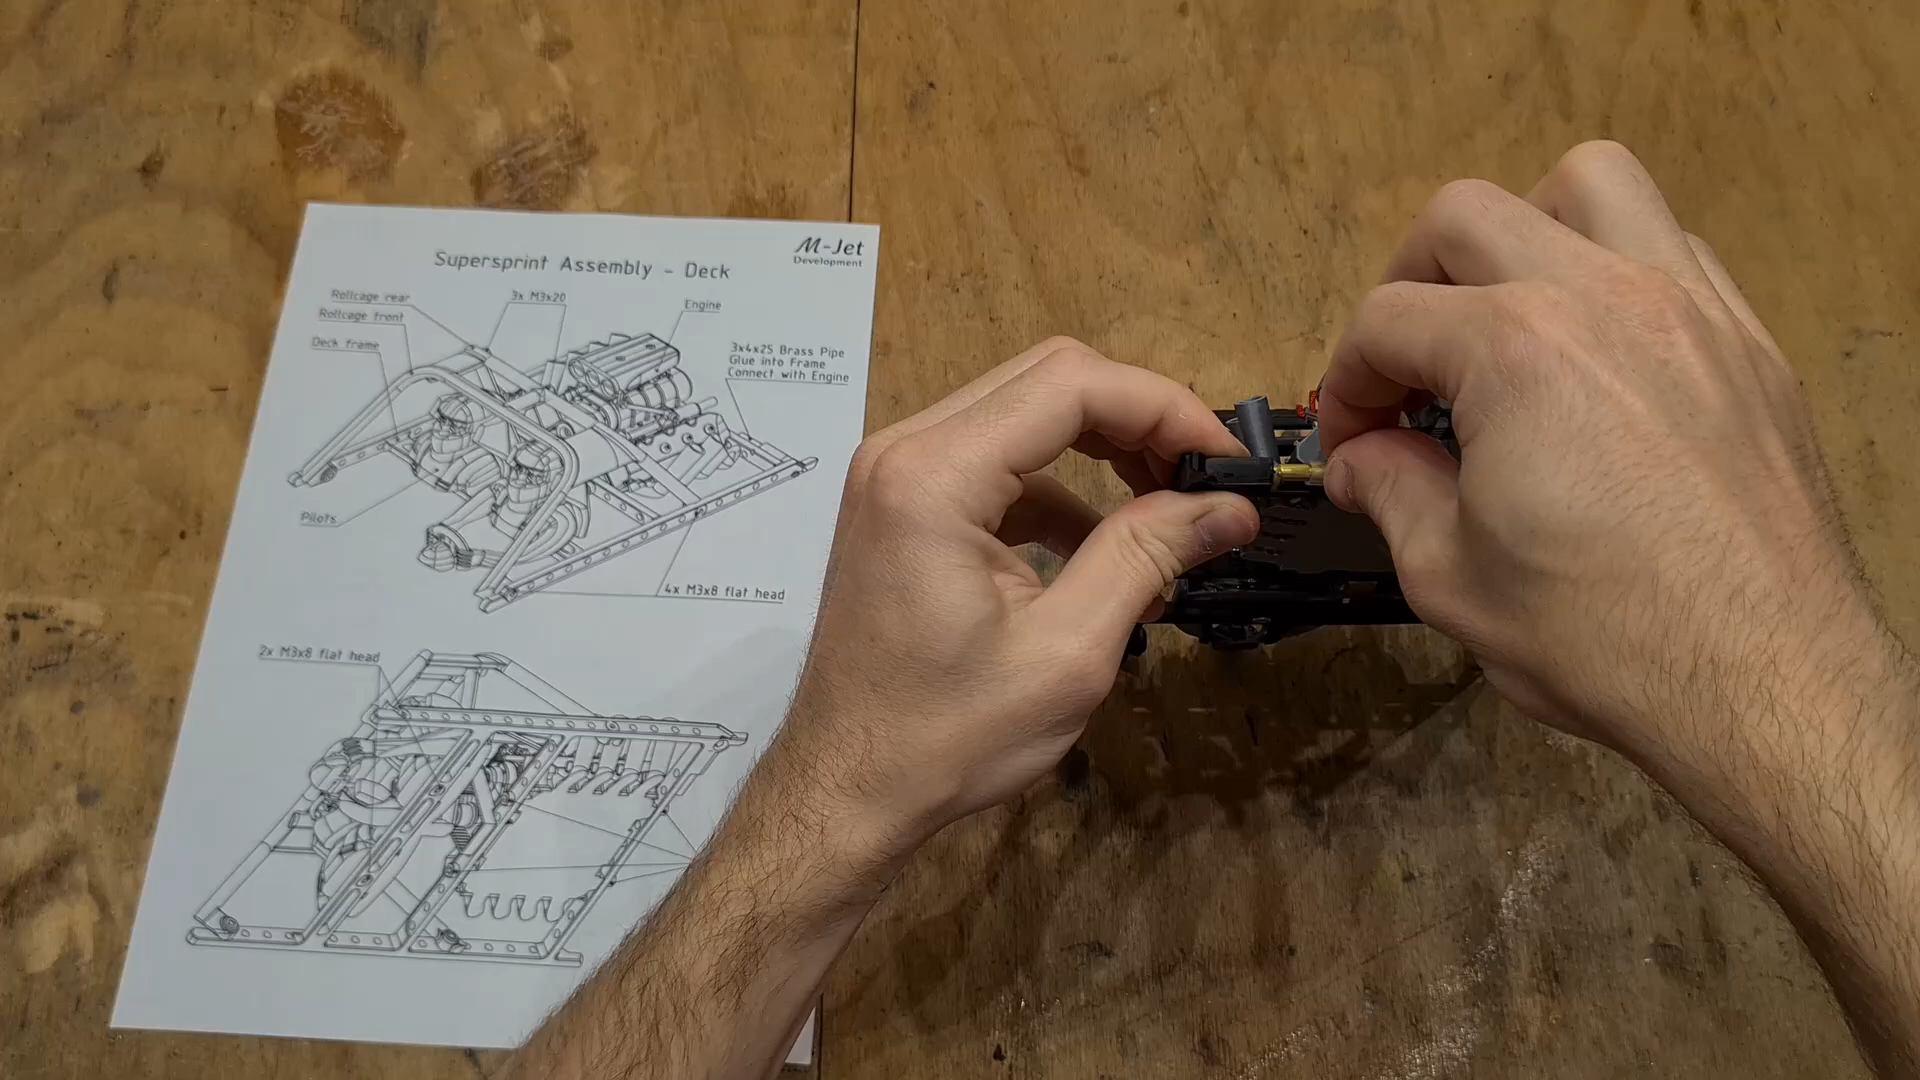 M-Jet
Development
Supersprint Assembly - Deck
Rollcage rear
3x M3x20
Engine
Rollcage front
Deck frame
3x4x25 Brass Pipe
Glue into Frame
Connect with Engine
Pilots
4x M3x8 flat head
2x M3x8 flat head